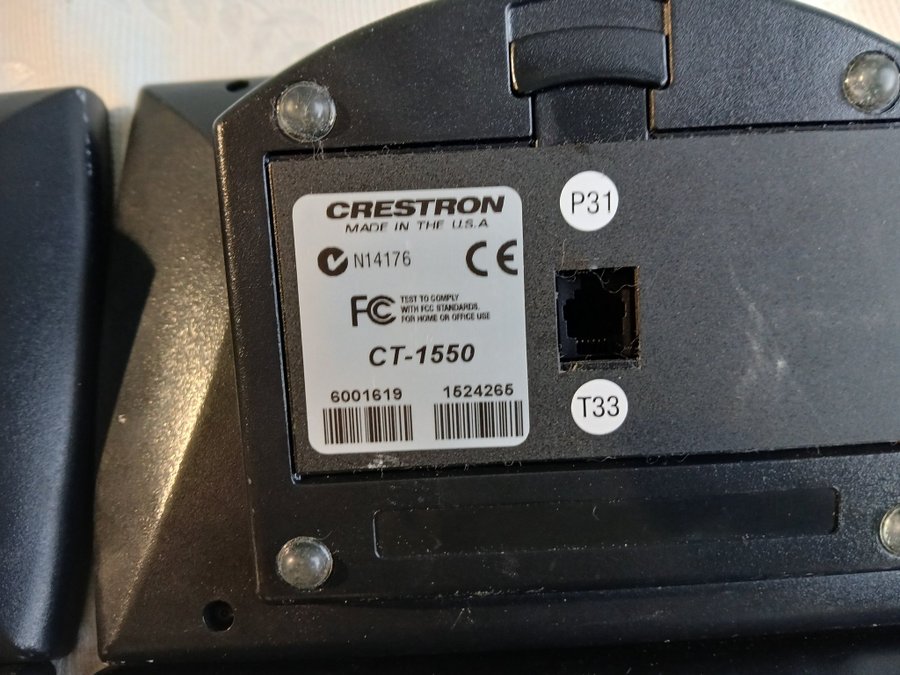 CRESTRON
MADE IN THE U.S.A
N14176
CE
FC
TEST TO COMPLY
WITH FCC STANDARDS.
FOR HOME OR OFFICE USE
CT-1550
6001619 1524265
P31
T33